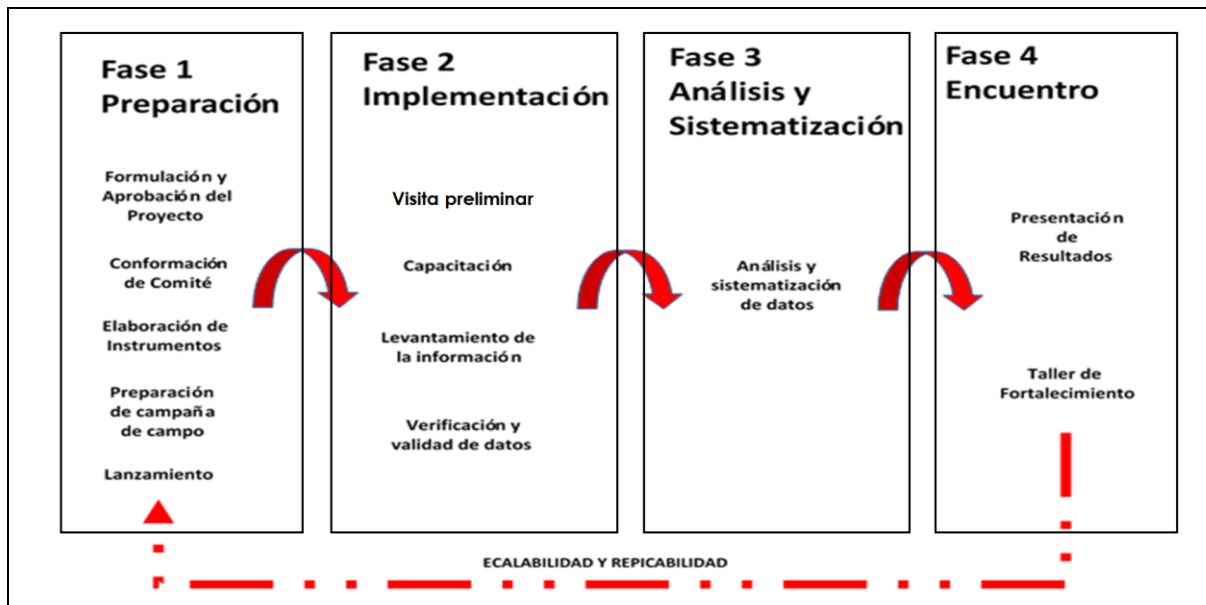 Fase 1
Preparación
Formulación y
Aprobación del
Proyecto
Conformación
de Comité
Elaboración de
Instrumentos
Preparación
de campaña
de campo
Lanzamiento
Fase 2
Implementación
Visita preliminar
Capacitación
Levantamiento de
la información
Verificación y
validad de datos
Fase 3
Análisis y
Sistematización
Análisis y
sistematización
de datos
Fase 4
Encuentro
Presentación
de
Resultados
Taller de
Fortalecimiento
ECALABILIDAD Y REPICABILIDAD